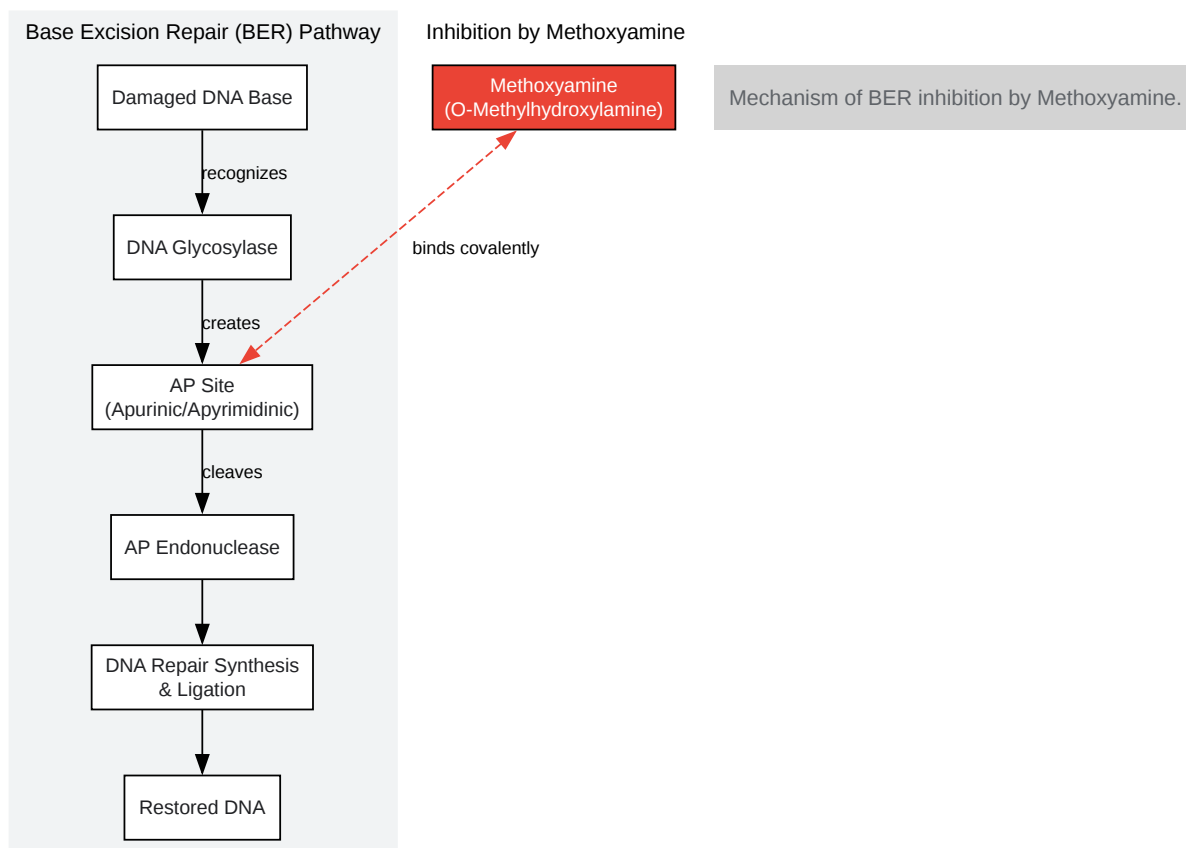 Base Excision Repair (BER) Pathway
Damaged DNA Base
recognizes
DNA Glycosylase
creates
AP Site
(Apurinic/Apyrimidinic)
cleaves
AP Endonuclease
DNA Repair Synthesis
& Ligation
Restored DNA
Inhibition by Methoxyamine
Methoxyamine
(O-Methylhydroxylamine)
binds covalently
Mechanism of BER inhibition by Methoxyamine.